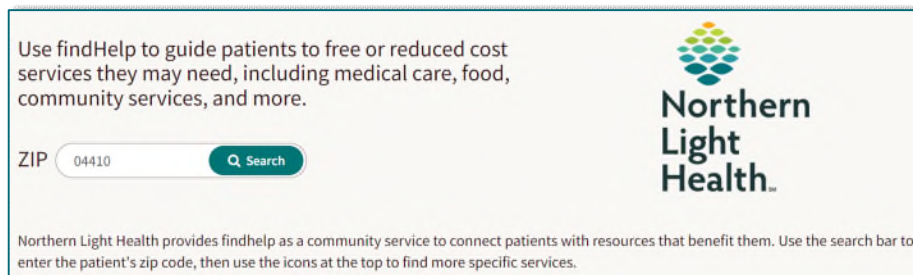 Use findHelp to guide patients to free or reduced cost
services they may need, including medical care, food,
community services, and more.
Northern
Light
Health℠
ZIP 04410 Search
Northern Light Health provides findhelp as a community service to connect patients with resources that benefit them. Use the search bar to
enter the patient's zip code, then use the icons at the top to find more specific services.